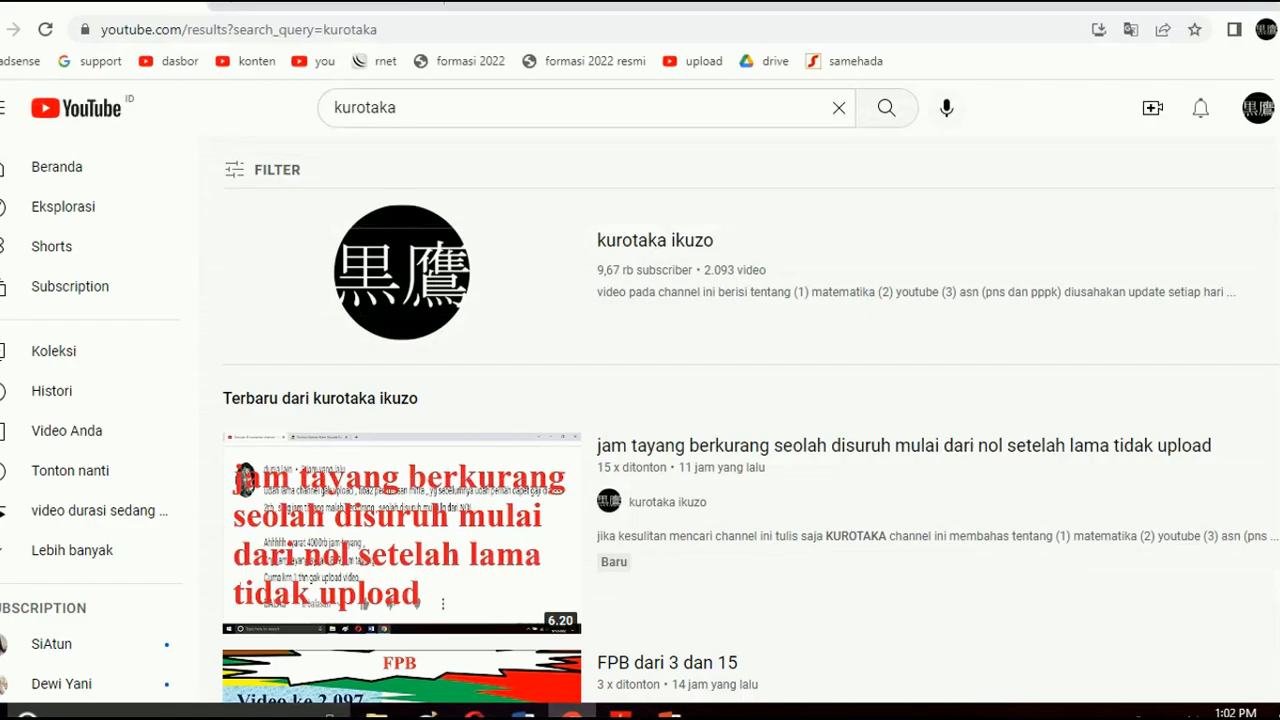 youtube.com/results?search_query=kurotaka
adsense support dasbor konten you rnet formasi 2022 formasi 2022 resmi upload drive samehada
YouTube ID kurotaka 黒鷹
Beranda
FILTER
Eksplorasi
Shorts
Subscription
黒鷹
kurotaka ikuzo
9,67 rb subscriber • 2.093 video
video pada channel ini berisi tentang (1) matematika (2) youtube (3) asn (pns dan pppk) diusahakan update setiap hari ...
Koleksi
Histori
Video Anda
Tonton nanti
video durasi sedang ...
Lebih banyak
UBSCRIPTION
SiAtun
Dewi Yani
Terbaru dari kurotaka ikuzo
jam tayang berkurang
seolah disuruh mulai
dari nol setelah lama
tidak upload
6.20
jam tayang berkurang seolah disuruh mulai dari nol setelah lama tidak upload
15 x ditonton • 11 jam yang lalu
kurotaka ikuzo
jika kesulitan mencari channel ini tulis saja KUROTAKA channel ini membahas tentang (1) matematika (2) youtube (3) asn (pns ...
Baru
FPB
Video ke 2.097
FPB dari 3 dan 15
3 x ditonton • 14 jam yang lalu
1:02 PM